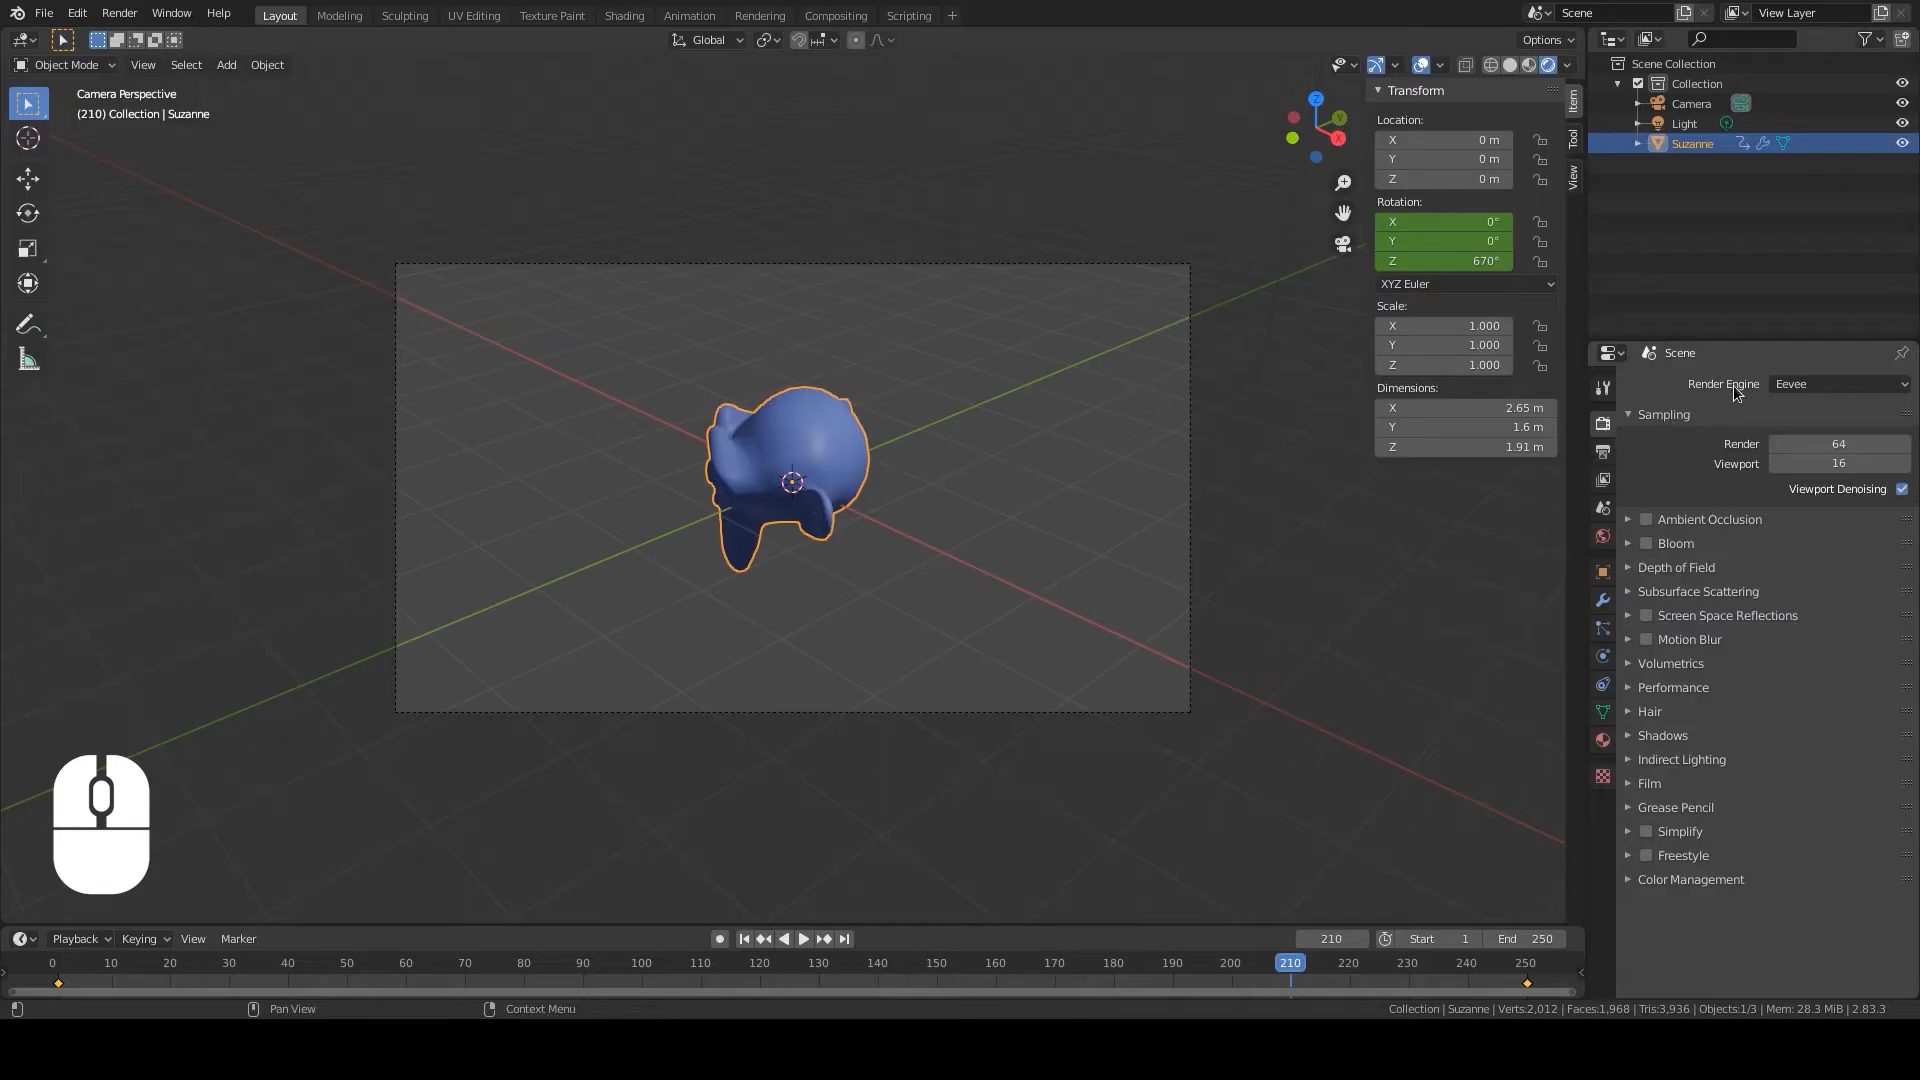 File Edit Render Window Help Layout Modeling Sculpting UV Editing Texture Paint Shading Animation Rendering Compositing Scripting + Scene View Layer
Global Options
Object Mode View Select Add Object
Camera Perspective
(210) Collection | Suzanne
Z
Y
X
Transform
Location:
X 0 m
Y 0 m
Z 0 m
Rotation:
X 0°
Y 0°
Z 670°
XYZ Euler
Scale:
X 1.000
Y 1.000
Z 1.000
Dimensions:
X 2.65 m
Y 1.6 m
Z 1.91 m
Item
Tool
View
Scene Collection
Collection
Camera
Light
Suzanne
Scene
Render Engine Eevee
Sampling
Render 64
Viewport 16
Viewport Denoising
Ambient Occlusion
Bloom
Depth of Field
Subsurface Scattering
Screen Space Reflections
Motion Blur
Volumetrics
Performance
Hair
Shadows
Indirect Lighting
Film
Grease Pencil
Simplify
Freestyle
Color Management
Playback Keying View Marker 210 Start 1 End 250
0 10 20 30 40 50 60 70 80 90 100 110 120 130 140 150 160 170 180 190 200 210 220 230 240 250
Pan View Context Menu Collection | Suzanne | Verts:2,012 | Faces:1,968 | Tris:3,936 | Objects:1/3 | Mem: 28.3 MiB | 2.83.3